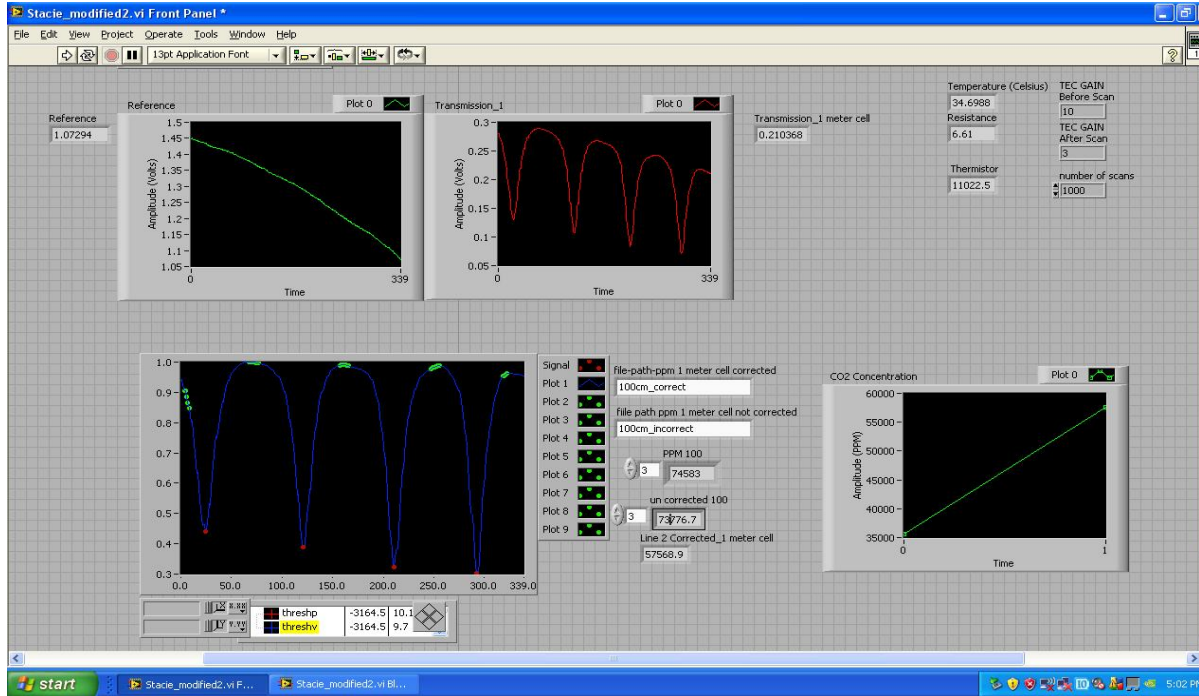 Stacie_modified2.vi Front Panel *
File Edit View Project Operate Tools Window Help
13pt Application Font
Reference
1.07294
Reference
Plot 0
Amplitude (Volts)
1.5
1.45
1.4
1.35
1.3
1.25
1.2
1.15
1.1
1.05
0
339
Time
Transmission_1
Plot 0
Amplitude (Volts)
0.3
0.25
0.2
0.15
0.1
0.05
0
339
Time
Transmission_1 meter cell
0.210368
Temperature (Celsius)
34.6988
Resistance
6.61
Thermistor
11022.5
TEC GAIN
Before Scan
10
TEC GAIN
After Scan
3
number of scans
1000
1.0
0.9
0.8
0.7
0.6
0.5
0.4
0.3
0.0 50.0 100.0 150.0 200.0 250.0 300.0 339.0
Signal
Plot 1
Plot 2
Plot 3
Plot 4
Plot 5
Plot 6
Plot 7
Plot 8
Plot 9
file-path-ppm 1 meter cell corrected
100cm_correct
fiile path ppm 1 meter cell not corrected
100cm_incorrect
PPM 100
3 74583
un corrected 100
3 73776.7
Line 2 Corrected_1 meter cell
57568.9
CO2 Concentration
Plot 0
Amplitude (PPM)
60000
55000
50000
45000
40000
35000
0
1
Time
X
Y
threshp -3164.5 10.1
threshv -3164.5 9.7
start
Stacie_modified2.vi F...
Stacie_modified2.vi Bl...
5:02 PM